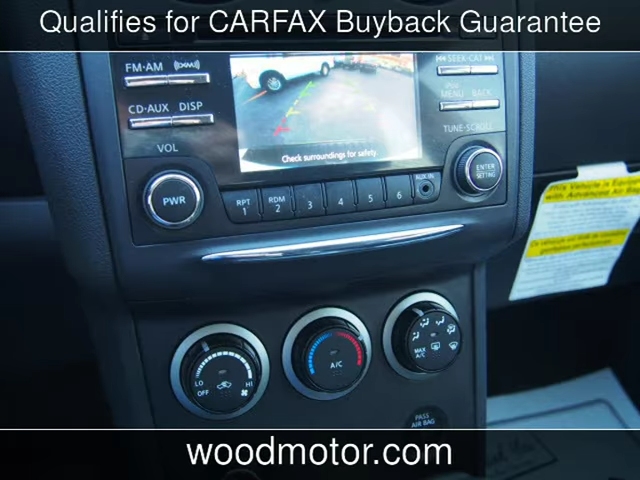 Qualifies for CARFAX Buyback Guarantee
FM·AM
SEEK·CAT
CD·AUX DISP
iPod
MENU BACK
VOL
TUNE·SCROLL
Check surroundings for safety
ENTER
SETTING
PWR
RPT
1
RDM
2
3
4
5
6
AUX IN
LO
HI
OFF
A/C
MAX
A/C
PASS
AIR BAG
woodmotor.com